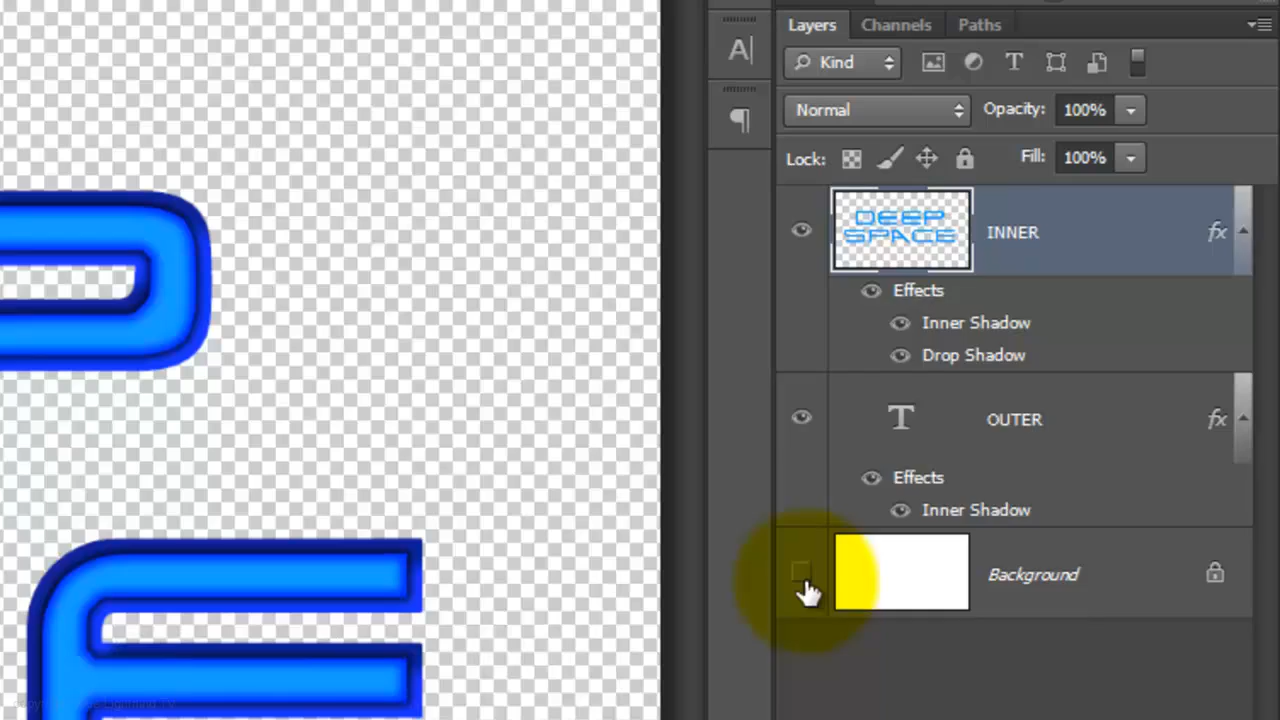 Layers Channels Paths
A|
Kind T
¶
Normal Opacity: 100%
Lock: Fill: 100%
DEEP
SPACE
INNER fx
Effects
Inner Shadow
Drop Shadow
T OUTER fx
Effects
Inner Shadow
Background